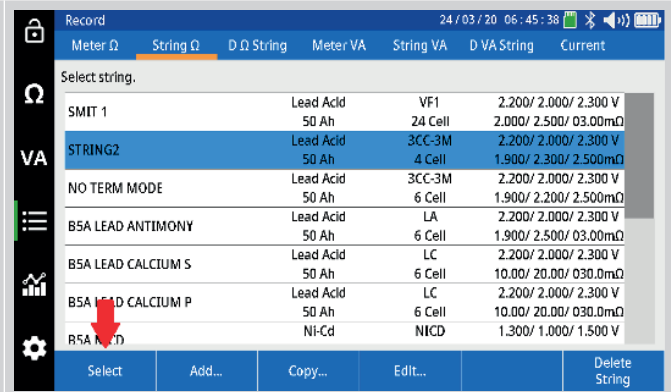 Record 24/03/20 06:45:38
Meter Ω String Ω D Ω String Meter VA String VA D VA String Current
Select string.
Ω
VA
SMIT 1 Lead Acid VF1 2.200/ 2.000/ 2.300 V
50 Ah 24 Cell 2.000/ 2.500/ 03.00mΩ
STRING2 Lead Acid 3CC-3M 2.200/ 2.000/ 2.300 V
50 Ah 4 Cell 1.900/ 2.300/ 2.500mΩ
NO TERM MODE Lead Acid 3CC-3M 2.200/ 2.000/ 2.300 V
50 Ah 6 Cell 1.900/ 2.200/ 2.500mΩ
B5A LEAD ANTIMONY Lead Acid LA 2.200/ 2.000/ 2.300 V
50 Ah 6 Cell 1.900/ 2.500/ 03.00mΩ
B5A LEAD CALCIUM S Lead Acid LC 2.200/ 2.000/ 2.300 V
50 Ah 6 Cell 10.00/ 20.00/ 030.0mΩ
B5A CALCIUM P Lead Acid LC 2.200/ 2.000/ 2.300 V
50 Ah 6 Cell 10.00/ 20.00/ 030.0mΩ
B5A Ni-Cd NICD 1.300/ 1.000/ 1.500 V
Select Add... Copy... Edit... Delete
String